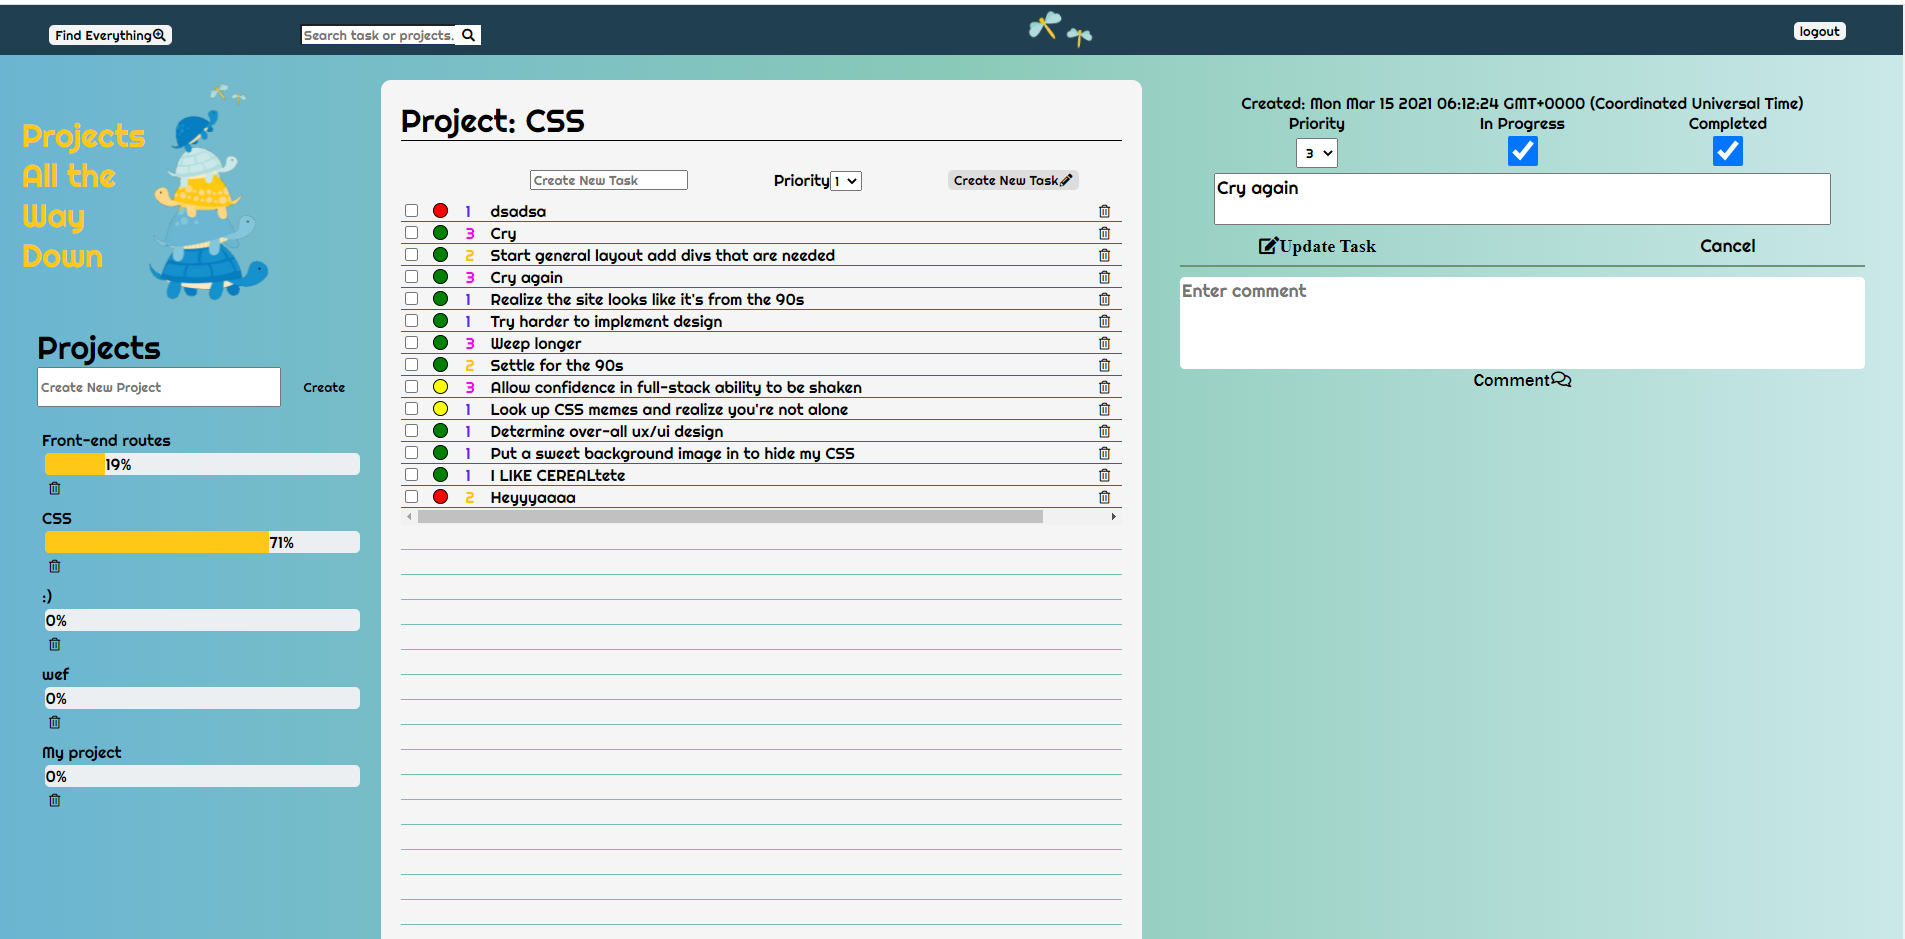 Find Everything
Search task or projects.
logout
Projects
All the
Way
Down
Projects
Create New Project
Create
Front-end routes
19%
CSS
71%
:)
0%
wef
0%
My project
0%
Project: CSS
Create New Task
Priority 1
Create New Task
1 dsadsa
3 Cry
2 Start general layout add divs that are needed
3 Cry again
1 Realize the site looks like it's from the 90s
1 Try harder to implement design
3 Weep longer
2 Settle for the 90s
3 Allow confidence in full-stack ability to be shaken
1 Look up CSS memes and realize you're not alone
1 Determine over-all ux/ui design
1 Put a sweet background image in to hide my CSS
1 I LIKE CEREALtete
2 Heyyyaaaa
Created: Mon Mar 15 2021 06:12:24 GMT+0000 (Coordinated Universal Time)
Priority In Progress Completed
3
Cry again
Update Task Cancel
Enter comment
Comment